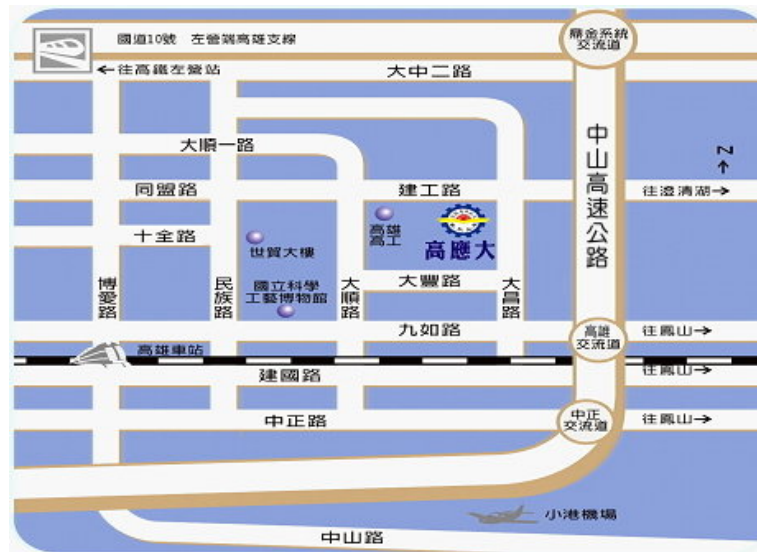 國道10號 左營端高雄支線
鼎金系統
交流道
←往高鐵左營站
大中二路
大順一路
中山高速公路
N
同盟路
建工路
往澄清湖→
高雄
高工
十全路
世貿大樓
高應大
博愛路
民族路
國立科學
工藝博物館
大順路
大豐路
大昌路
九如路
高雄
交流道
往鳳山→
高雄車站
建國路
往鳳山→
中正路
中正
交流道
往鳳山→
小港機場
中山路